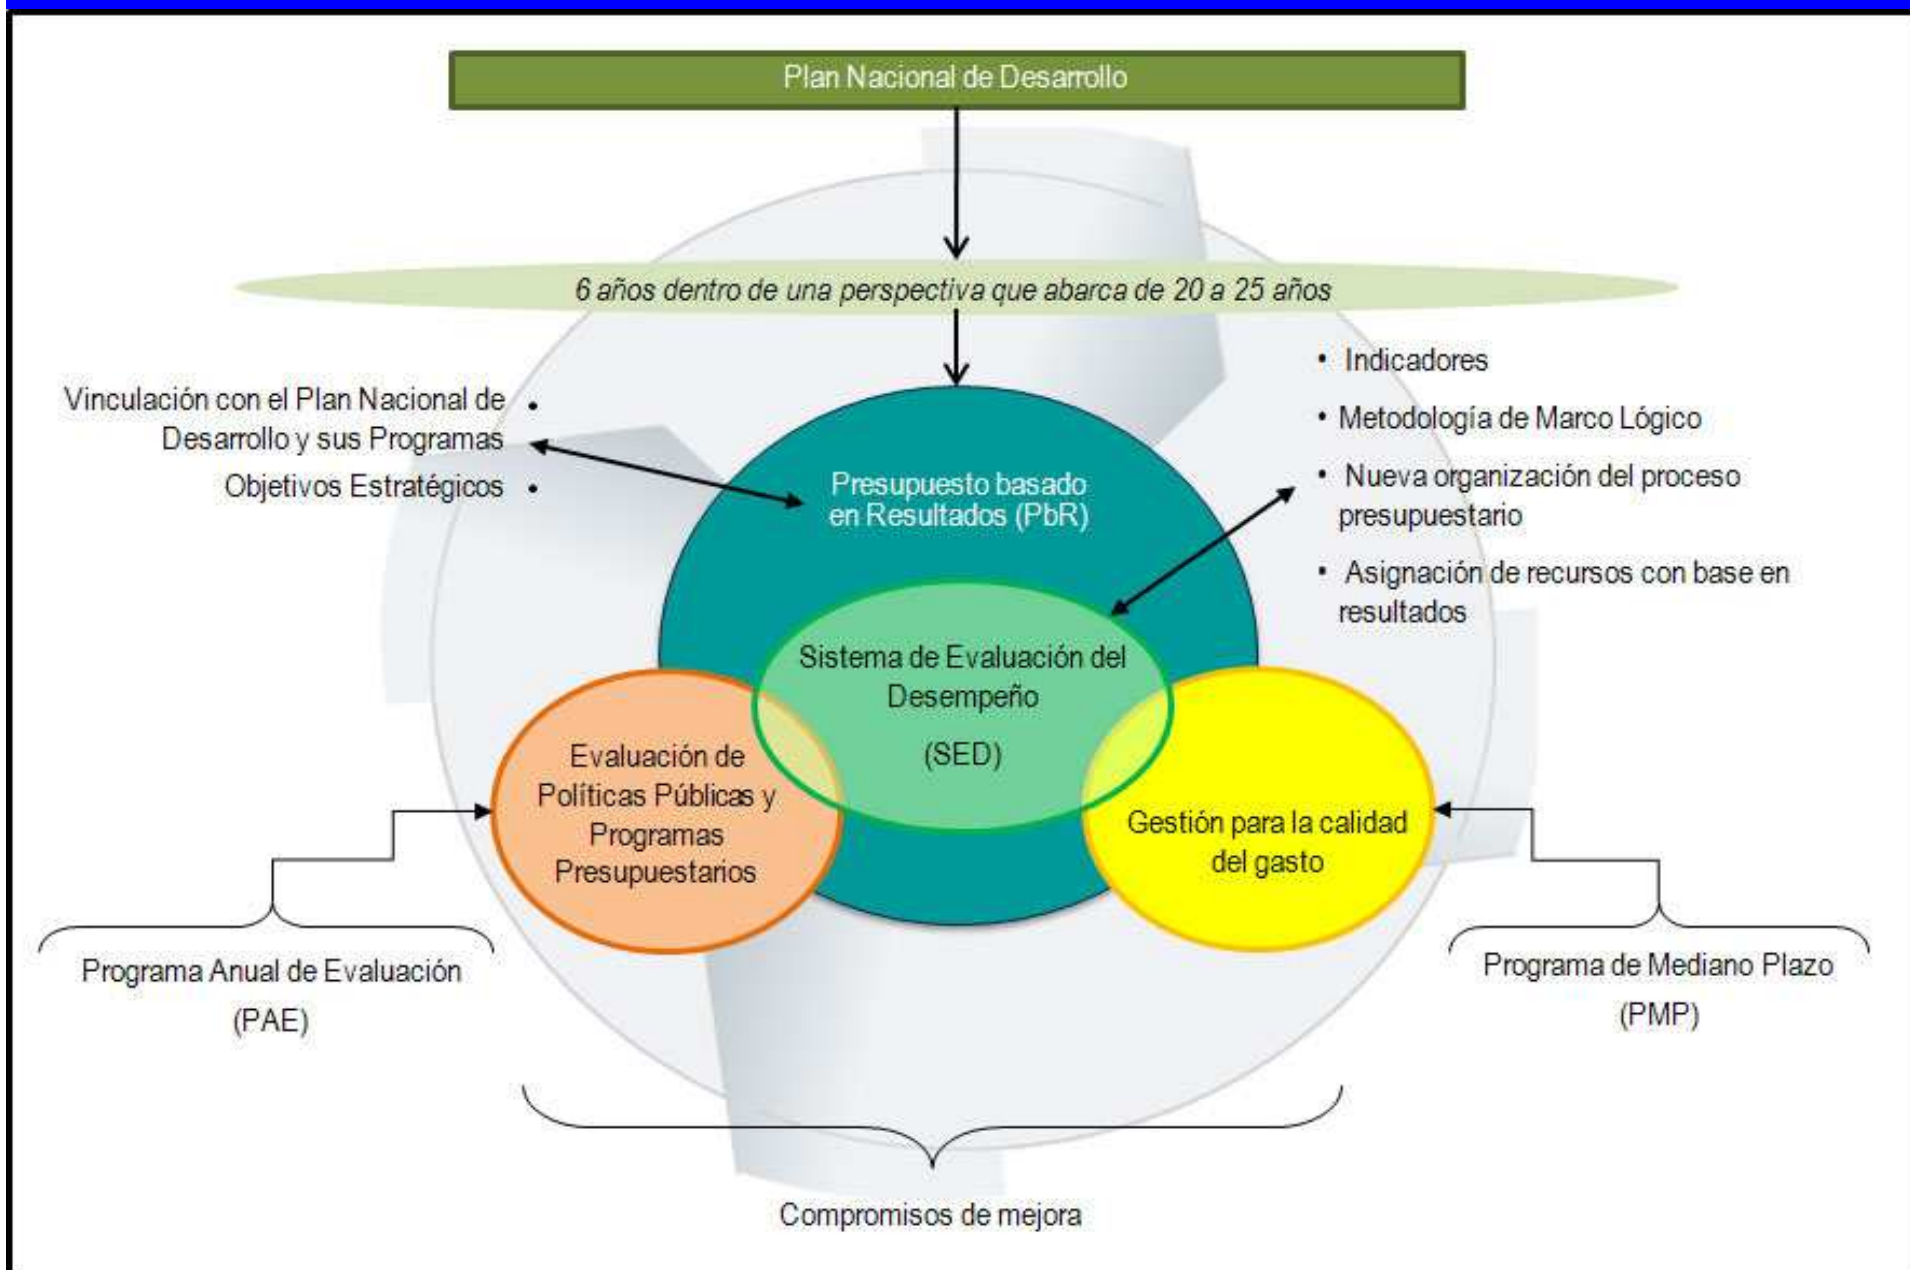 Plan Nacional de Desarrollo
6 años dentro de una perspectiva que abarca de 20 a 25 años
Vinculación con el Plan Nacional de •
Desarrollo y sus Programas
Objetivos Estratégicos •
• Indicadores
• Metodología de Marco Lógico
• Nueva organización del proceso
presupuestario
• Asignación de recursos con base en
resultados
Presupuesto basado
en Resultados (PbR)
Sistema de Evaluación del
Desempeño
(SED)
Evaluación de
Políticas Públicas y
Programas
Presupuestarios
Gestión para la calidad
del gasto
Programa Anual de Evaluación
(PAE)
Programa de Mediano Plazo
(PMP)
Compromisos de mejora